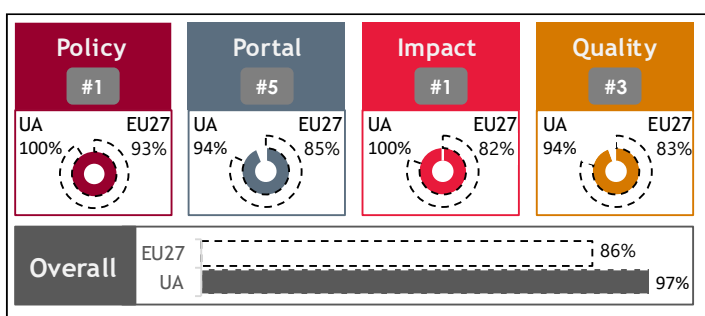 Policy
#1
UA EU27
100% 93%
Portal
#5
UA EU27
94% 85%
Impact
#1
UA EU27
100% 82%
Quality
#3
UA EU27
94% 83%
Overall
EU27 86%
UA 97%